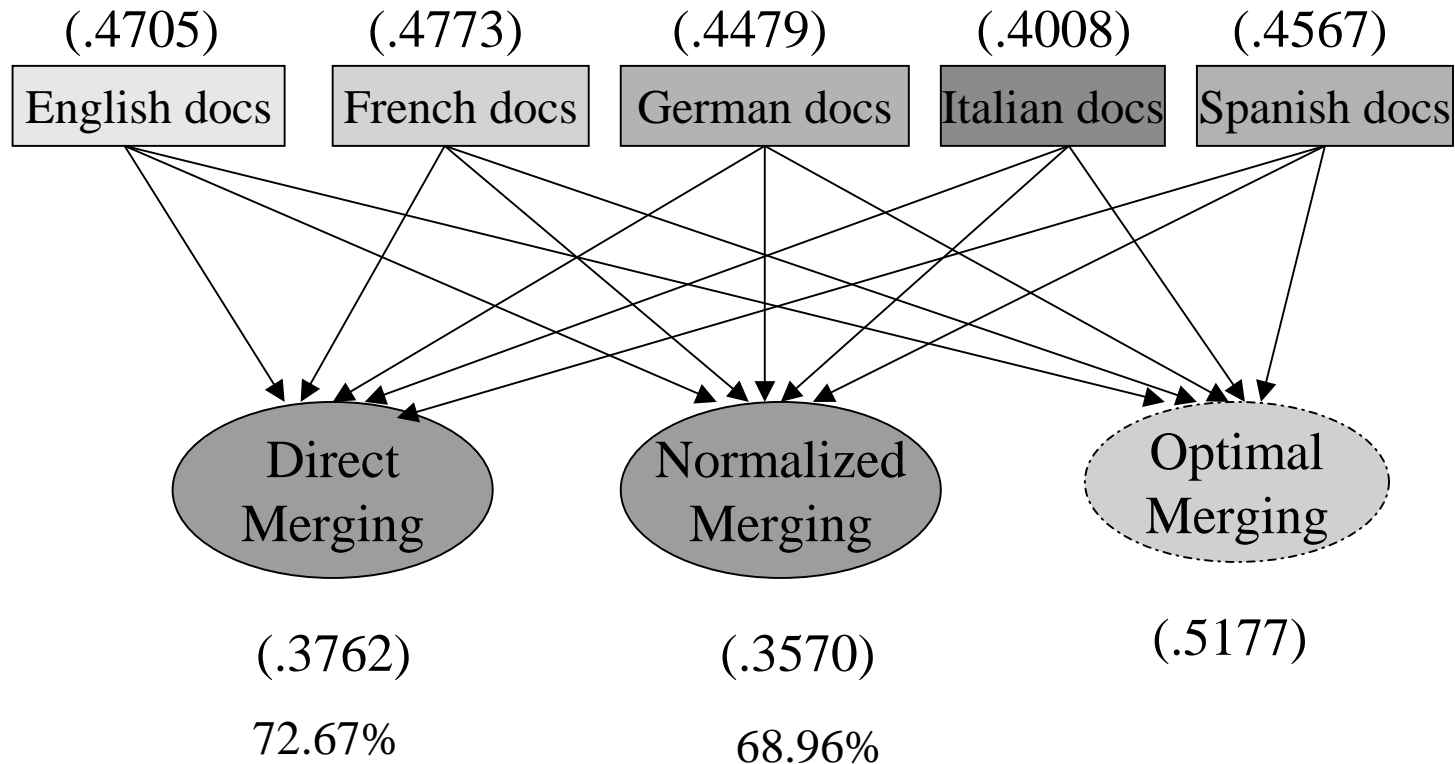 (.4705) (.4773) (.4479) (.4008) (.4567)
English docs French docs German docs Italian docs Spanish docs
Direct
Merging
Normalized
Merging
Optimal
Merging
(.3762) (.3570) (.5177)
72.67% 68.96%